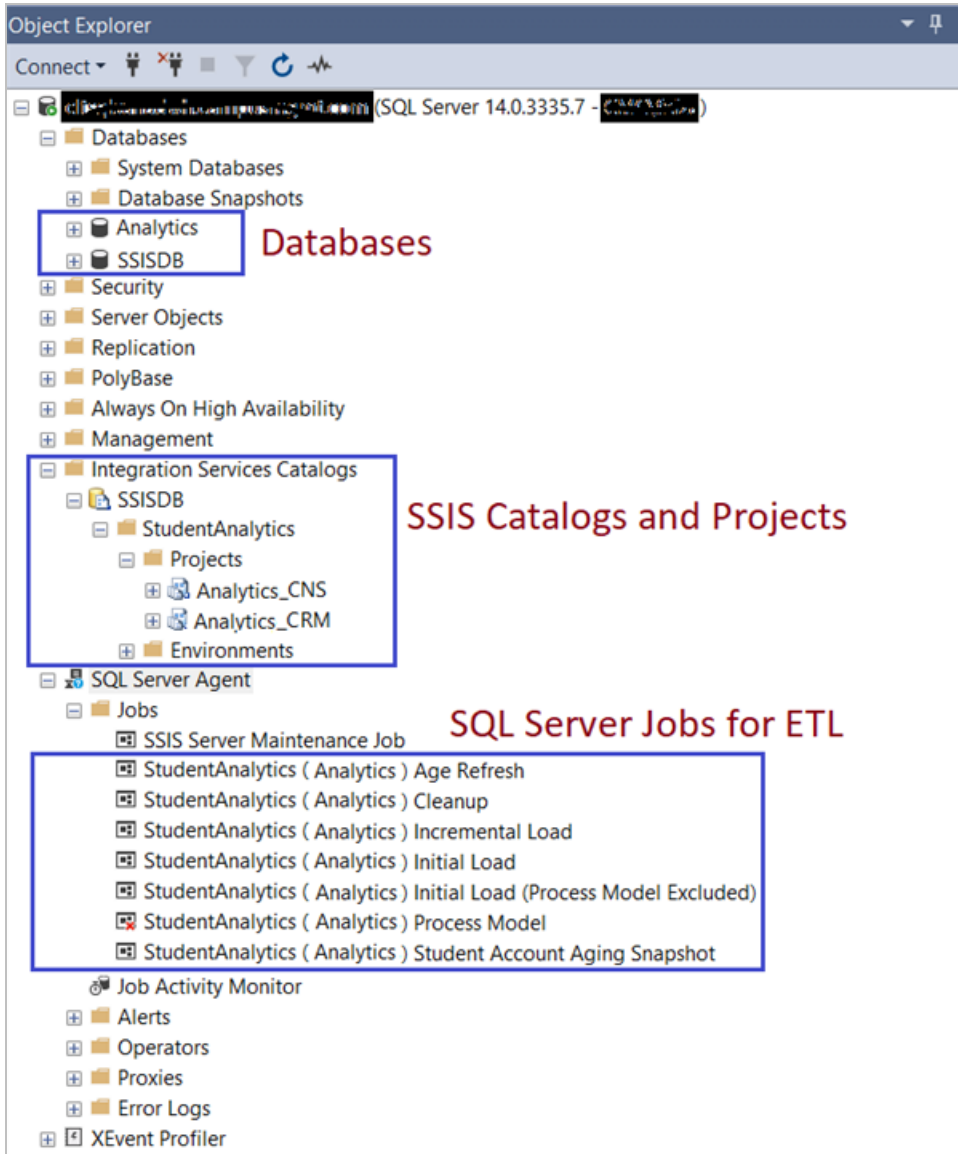 Object Explorer
Connect
(SQL Server 14.0.3335.7 - )
Databases
System Databases
Database Snapshots
Analytics
SSISDB
Databases
Security
Server Objects
Replication
PolyBase
Always On High Availability
Management
Integration Services Catalogs
SSISDB
StudentAnalytics
SSIS Catalogs and Projects
Projects
Analytics_CNS
Analytics_CRM
Environments
SQL Server Agent
Jobs
SQL Server Jobs for ETL
SSIS Server Maintenance Job
StudentAnalytics ( Analytics ) Age Refresh
StudentAnalytics ( Analytics ) Cleanup
StudentAnalytics ( Analytics ) Incremental Load
StudentAnalytics ( Analytics ) Initial Load
StudentAnalytics ( Analytics ) Initial Load (Process Model Excluded)
StudentAnalytics ( Analytics ) Process Model
StudentAnalytics ( Analytics ) Student Account Aging Snapshot
Job Activity Monitor
Alerts
Operators
Proxies
Error Logs
XEvent Profiler